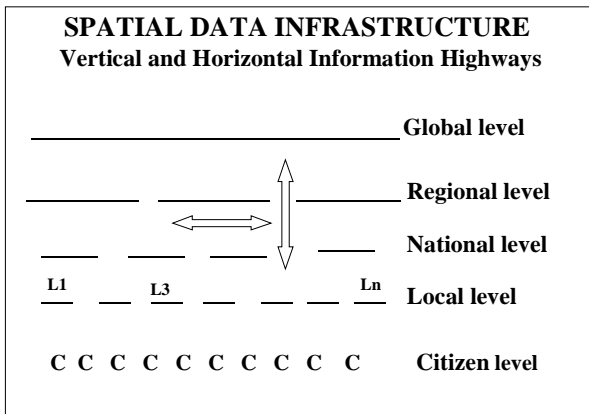 SPATIAL DATA INFRASTRUCTURE
Vertical and Horizontal Information Highways
Global level
Regional level
National level
L1 L3 Ln Local level
C C C C C C C C C C Citizen level